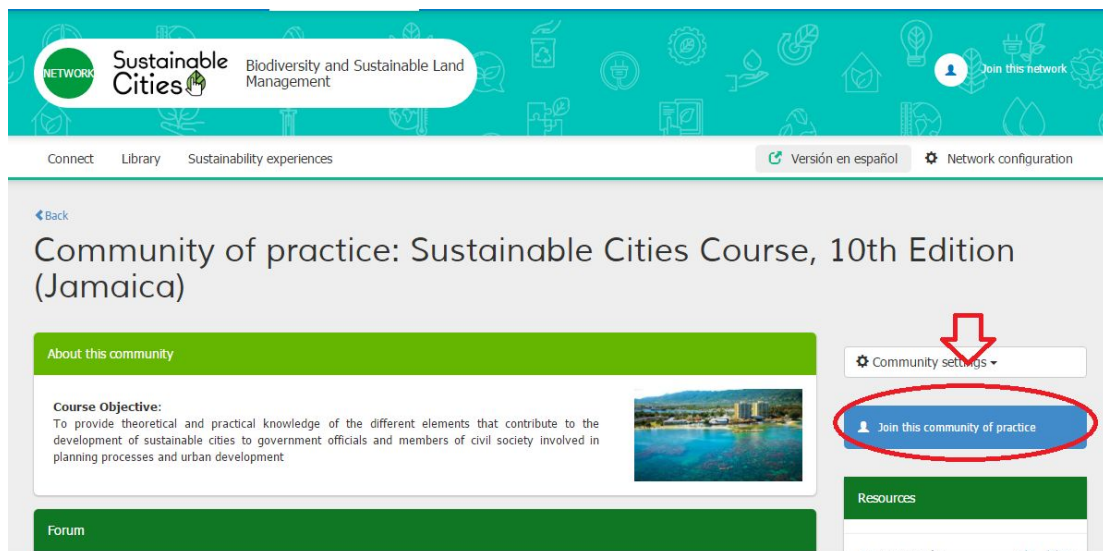 NETWORK
Sustainable
Cities
Biodiversity and Sustainable Land
Management
Join this network
Connect
Library
Sustainability experiences
Versión en español
Network configuration
Back
Community of practice: Sustainable Cities Course, 10th Edition
(Jamaica)
About this community
Course Objective:
To provide theoretical and practical knowledge of the different elements that contribute to the
development of sustainable cities to government officials and members of civil society involved in
planning processes and urban development
Community settings
Join this community of practice
Resources
Forum